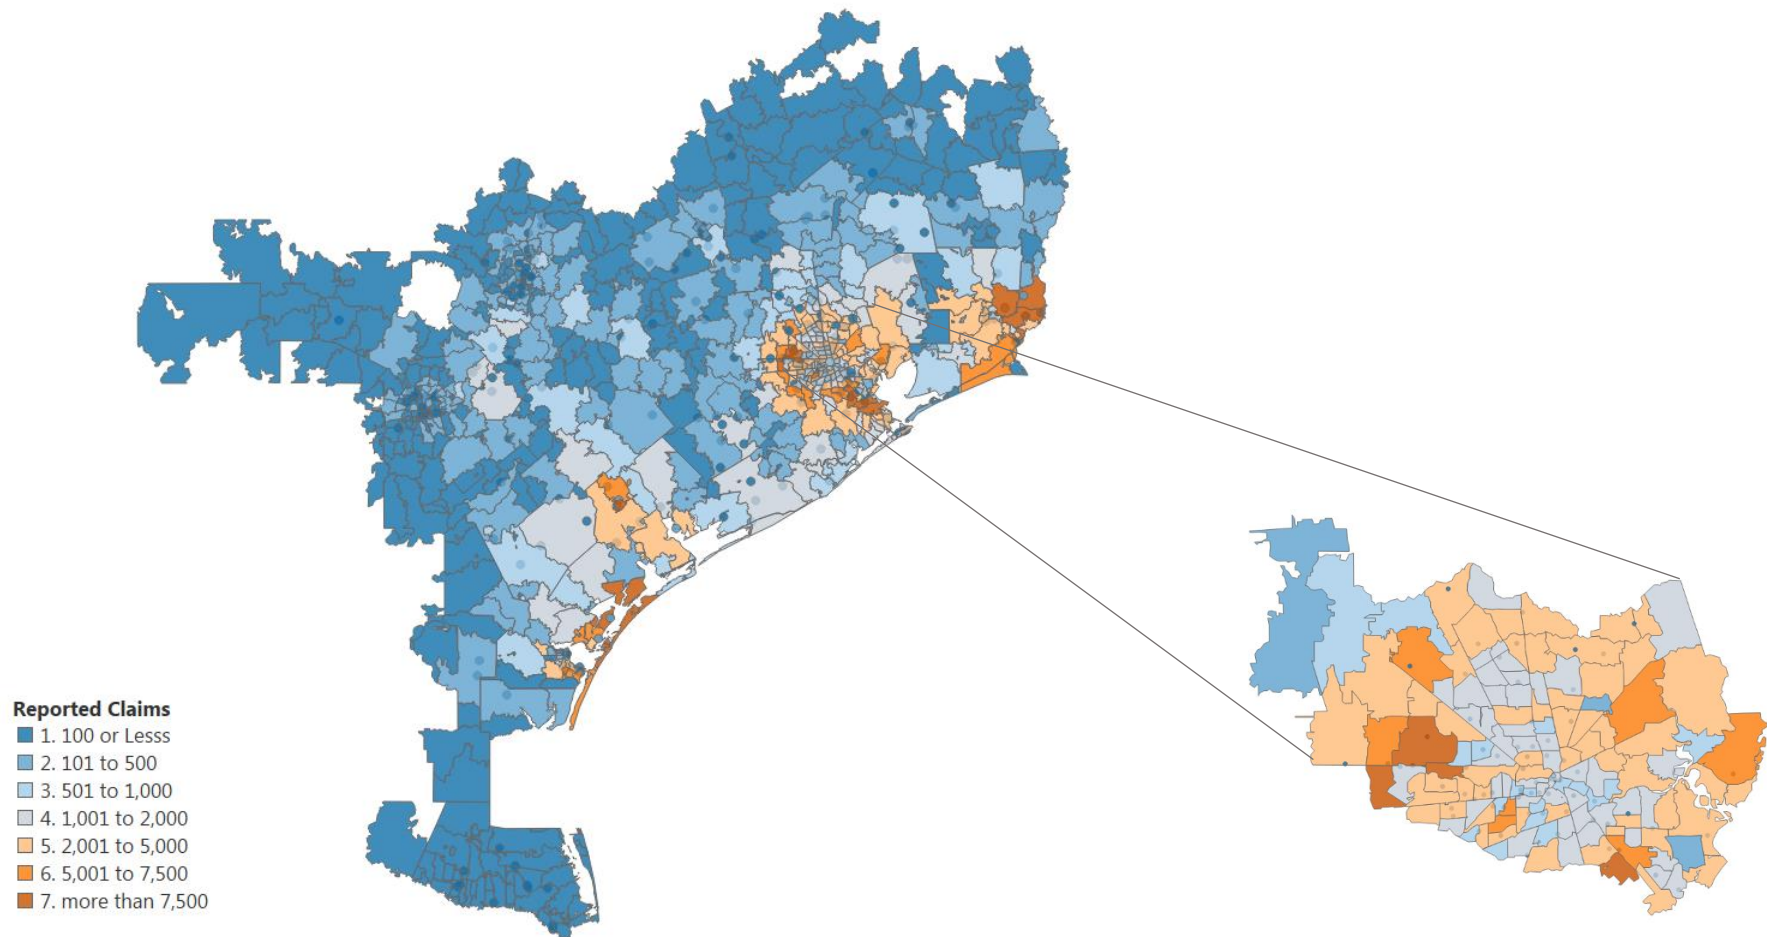 Reported Claims
1. 100 or Lesss
2. 101 to 500
3. 501 to 1,000
4. 1,001 to 2,000
5. 2,001 to 5,000
6. 5,001 to 7,500
7. more than 7,500